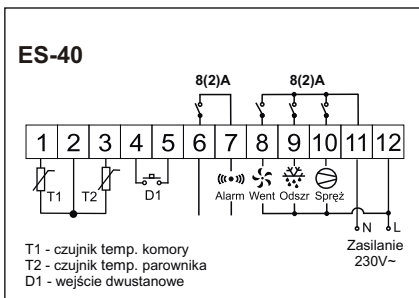 ES-40
8(2)A 8(2)A
1 2 3 4 5 6 7 8 9 10 11 12
T1 T2 D1 Alarm Went Odszr Spręż
N L
Zasilanie
230V~
T1 - czujnik temp. komory
T2 - czujnik temp. parownika
D1 - wejście dwustanowe